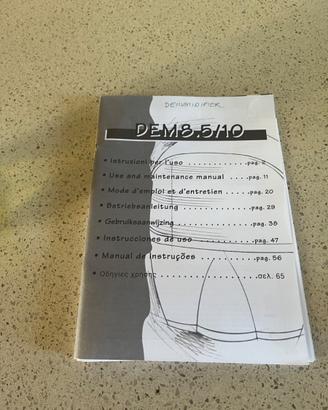 DEHUMIDIFIER
DEM8.5/10
• Istruzioni per l'uso ............pag. 2
• Use and maintenance manual ....pag. 11
• Mode d'emploi et d'entretien ....pag. 20
• Betriebsanleitung ............pag. 29
• Gebruiksaanwijzing ............pag. 38
• Instrucciones de uso ............pag. 47
• Manual de instruções ...........pag. 56
• Οδηγίες χρήσης ................σελ. 65